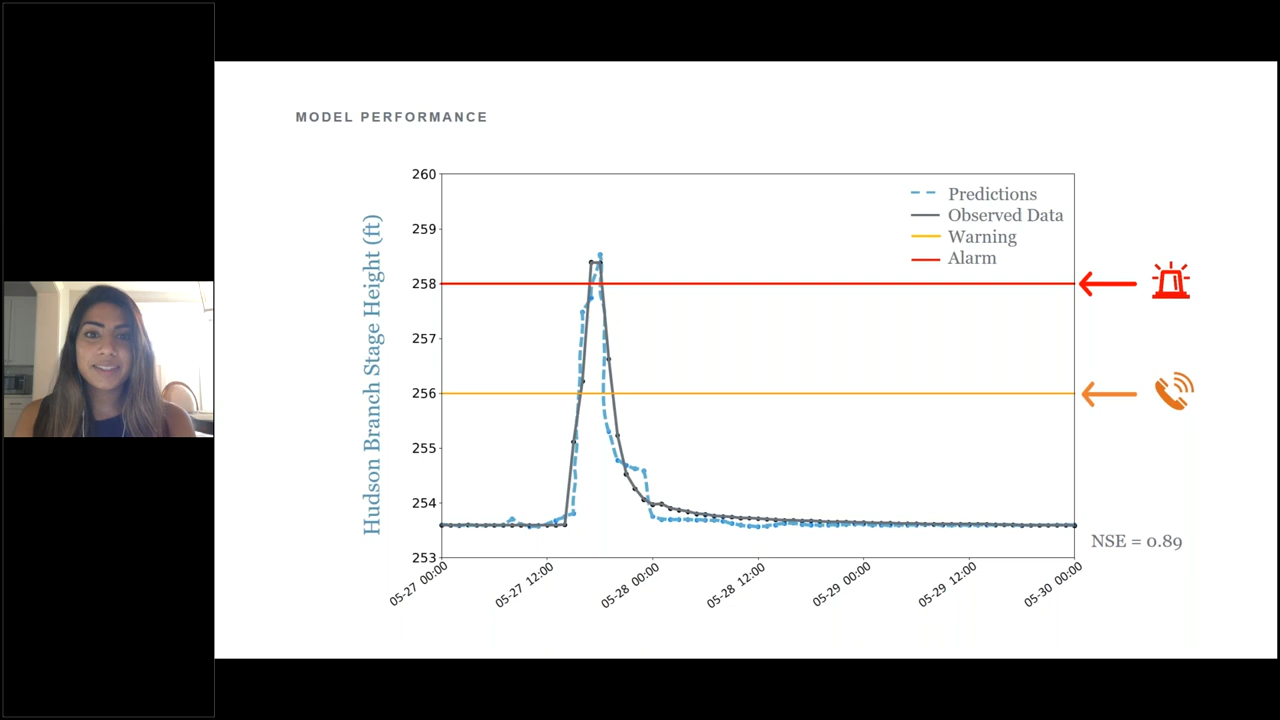 MODEL PERFORMANCE
260
259
258
257
256
255
254
253
Hudson Branch Stage Height (ft)
Predictions
Observed Data
Warning
Alarm
NSE = 0.89
05-27 00:00
05-27 12:00
05-28 00:00
05-28 12:00
05-29 00:00
05-29 12:00
05-30 00:00